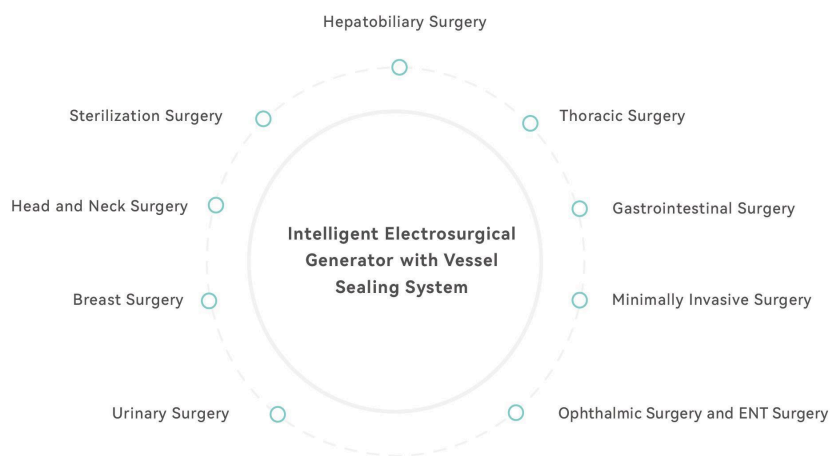 Hepatobiliary Surgery
Sterilization Surgery
Thoracic Surgery
Head and Neck Surgery
Gastrointestinal Surgery
Intelligent Electrosurgical
Generator with Vessel
Sealing System
Breast Surgery
Minimally Invasive Surgery
Urinary Surgery
Ophthalmic Surgery and ENT Surgery